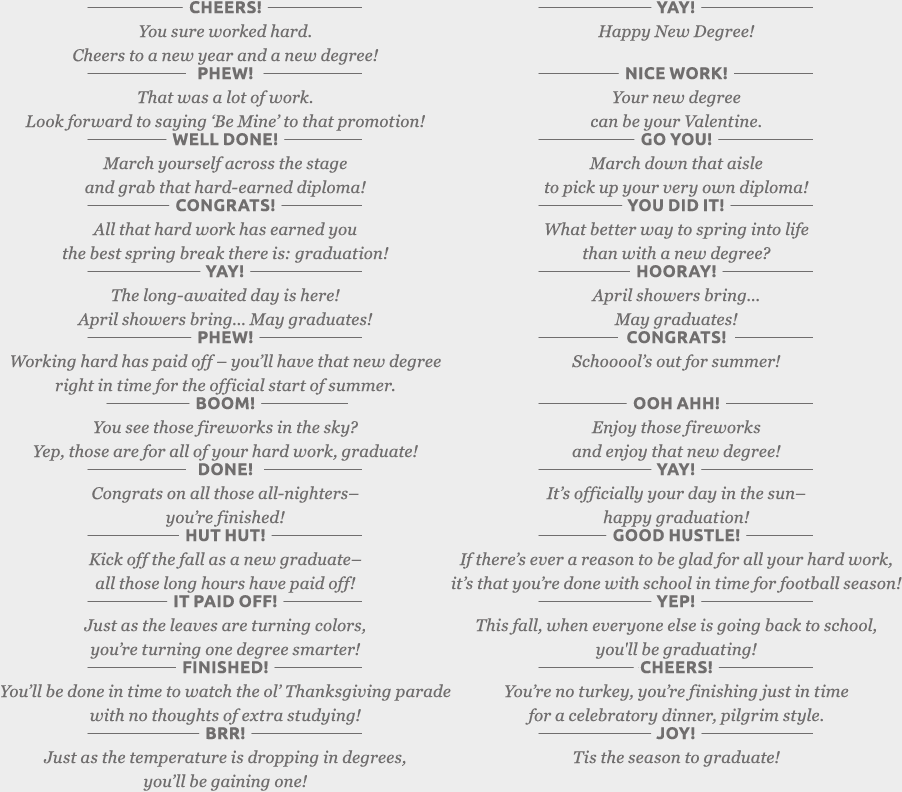 CHEERS!
You sure worked hard.
Cheers to a new year and a new degree!
YAY!
Happy New Degree!
PHEW!
That was a lot of work.
Look forward to saying ‘Be Mine’ to that promotion!
NICE WORK!
Your new degree
can be your Valentine.
WELL DONE!
March yourself across the stage
and grab that hard-earned diploma!
GO YOU!
March down that aisle
to pick up your very own diploma!
CONGRATS!
All that hard work has earned you
the best spring break there is: graduation!
YOU DID IT!
What better way to spring into life
than with a new degree?
YAY!
The long-awaited day is here!
April showers bring... May graduates!
HOORAY!
April showers bring...
May graduates!
PHEW!
Working hard has paid off – you’ll have that new degree
right in time for the official start of summer.
CONGRATS!
Schooool’s out for summer!
BOOM!
You see those fireworks in the sky?
Yep, those are for all of your hard work, graduate!
OOH AHH!
Enjoy those fireworks
and enjoy that new degree!
DONE!
Congrats on all those all-nighters–
you’re finished!
YAY!
It’s officially your day in the sun–
happy graduation!
HUT HUT!
Kick off the fall as a new graduate–
all those long hours have paid off!
GOOD HUSTLE!
If there’s ever a reason to be glad for all your hard work,
it’s that you’re done with school in time for football season!
IT PAID OFF!
Just as the leaves are turning colors,
you’re turning one degree smarter!
YEP!
This fall, when everyone else is going back to school,
you'll be graduating!
FINISHED!
You’ll be done in time to watch the ol’ Thanksgiving parade
with no thoughts of extra studying!
CHEERS!
You’re no turkey, you’re finishing just in time
for a celebratory dinner, pilgrim style.
BRR!
Just as the temperature is dropping in degrees,
you’ll be gaining one!
JOY!
Tis the season to graduate!